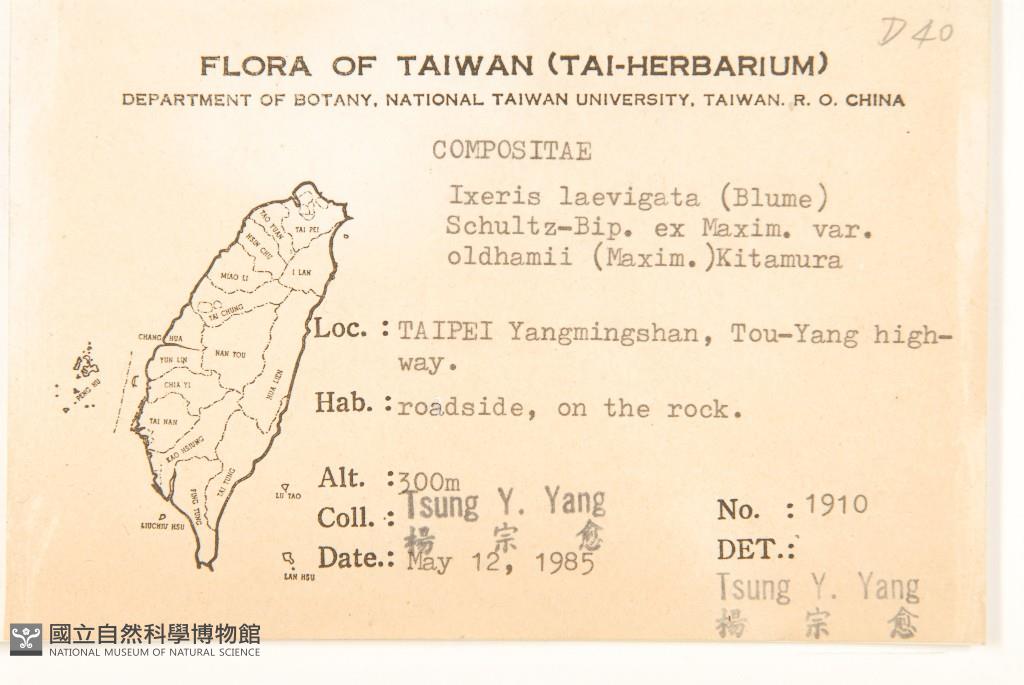 D40
FLORA OF TAIWAN (TAI-HERBARIUM)
DEPARTMENT OF BOTANY, NATIONAL TAIWAN UNIVERSITY, TAIWAN. R. O. CHINA
COMPOSITAE
Ixeris laevigata (Blume)
Schultz-Bip. ex Maxim. var.
oldhamii (Maxim.)Kitamura
TAI PEI
TAO YUAN
HSIN CHU
I LAN
MIAO LI
TAI CHUNG
CHANG HUA
NAN TOU
YUN LIN
CHIA YI
HUA LIEN
PENG HU
TAI NAN
KAO HSIUNG
TAI TUNG
PING TUNG
LU TAO
LIUCHIU HSU
LAN HSU
Loc. : TAIPEI Yangmingshan, Tou-Yang high-
way.
Hab. : roadside, on the rock.
Alt. : 300m
Coll. : Tsung Y. Yang
楊 宗 愈
Date.: May 12, 1985
No. : 1910
DET.:
Tsung Y. Yang
楊 宗 愈
國立自然科學博物館
NATIONAL MUSEUM OF NATURAL SCIENCE